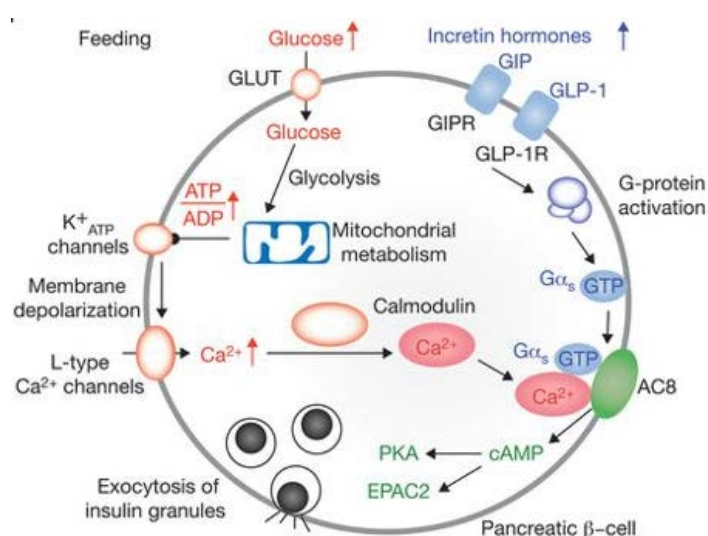 Feeding
Glucose ↑
Incretin hormones ↑
GLUT
GIP
GLP-1
GIPR
GLP-1R
Glucose
Glycolysis
ATP
ADP ↑
G-protein
activation
K⁺ATP
channels
Mitochondrial
metabolism
Gαs GTP
Membrane
depolarization
Calmodulin
L-type
Ca²⁺ channels
Ca²⁺ ↑
Ca²⁺
Gαs GTP
Ca²⁺
AC8
PKA
cAMP
EPAC2
Exocytosis of
insulin granules
Pancreatic β-cell